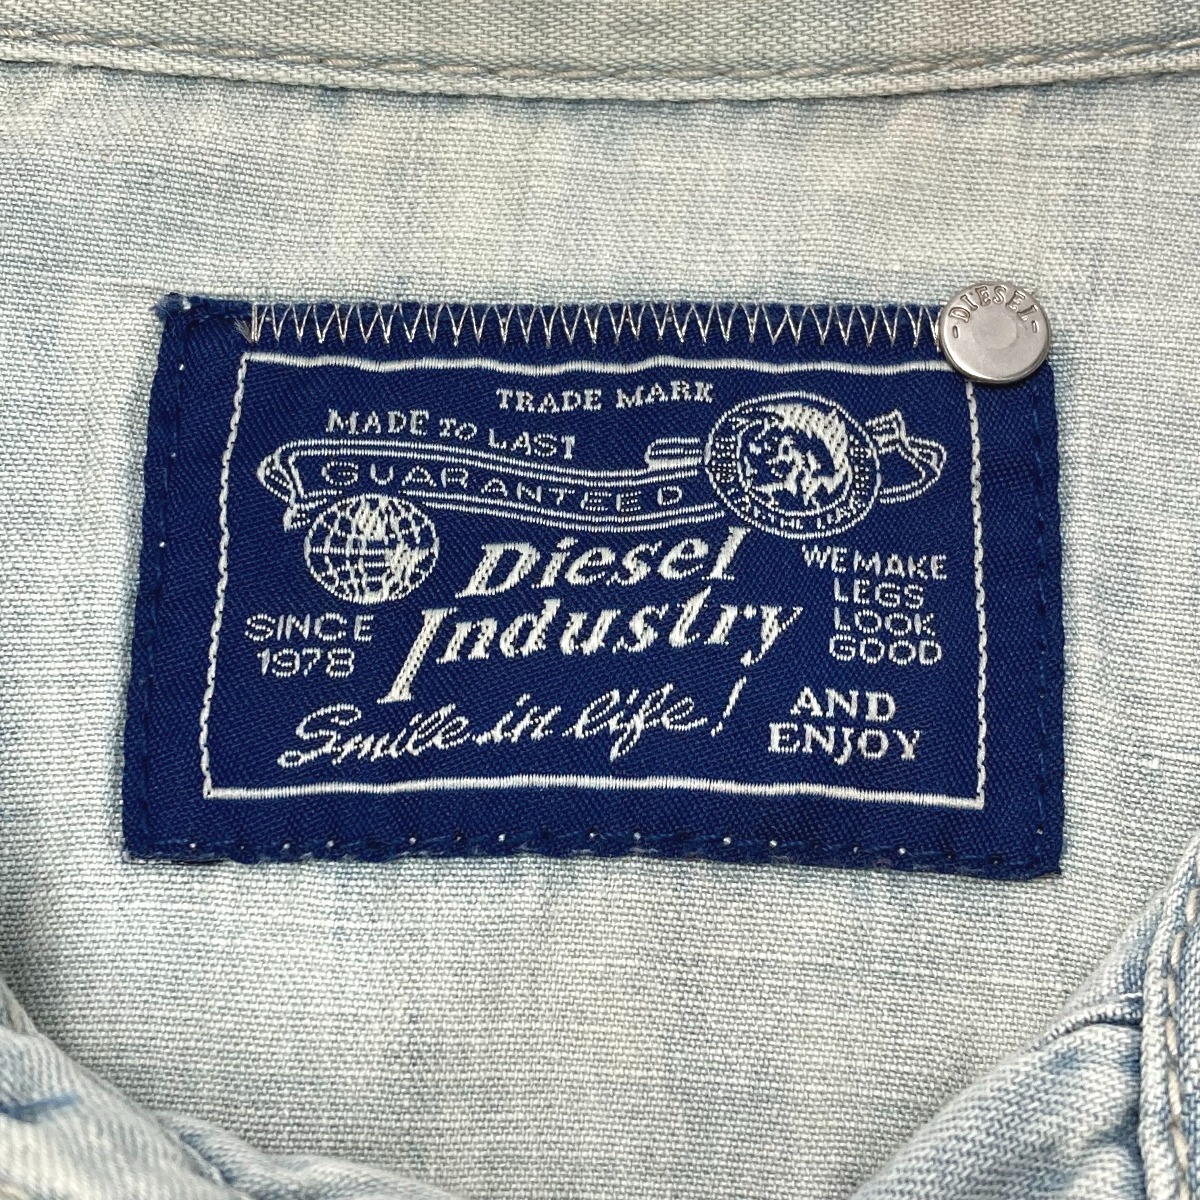 -DIESEL-
TRADE MARK
MADE TO LAST
GUARANTEED
Diesel
Industry
WE MAKE
LEGS
LOOK
GOOD
SINCE
1978
Smile in life!
AND
ENJOY